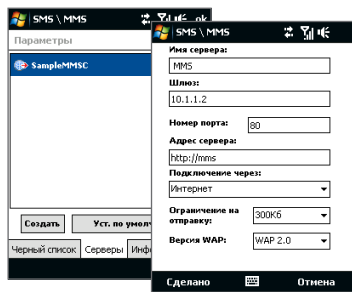 SMS \ MMS ok
Параметры
SampleMMSC
Создать Уст. по умол
Черный список Серверы Инф
SMS \ MMS
Имя сервера:
MMS
Шлюз:
10.1.1.2
Номер порта: 80
Адрес сервера:
http://mms
Подключение через:
Интернет
Ограничение на
отправку: 300Кб
Версия WAP: WAP 2.0
Сделано Отмена